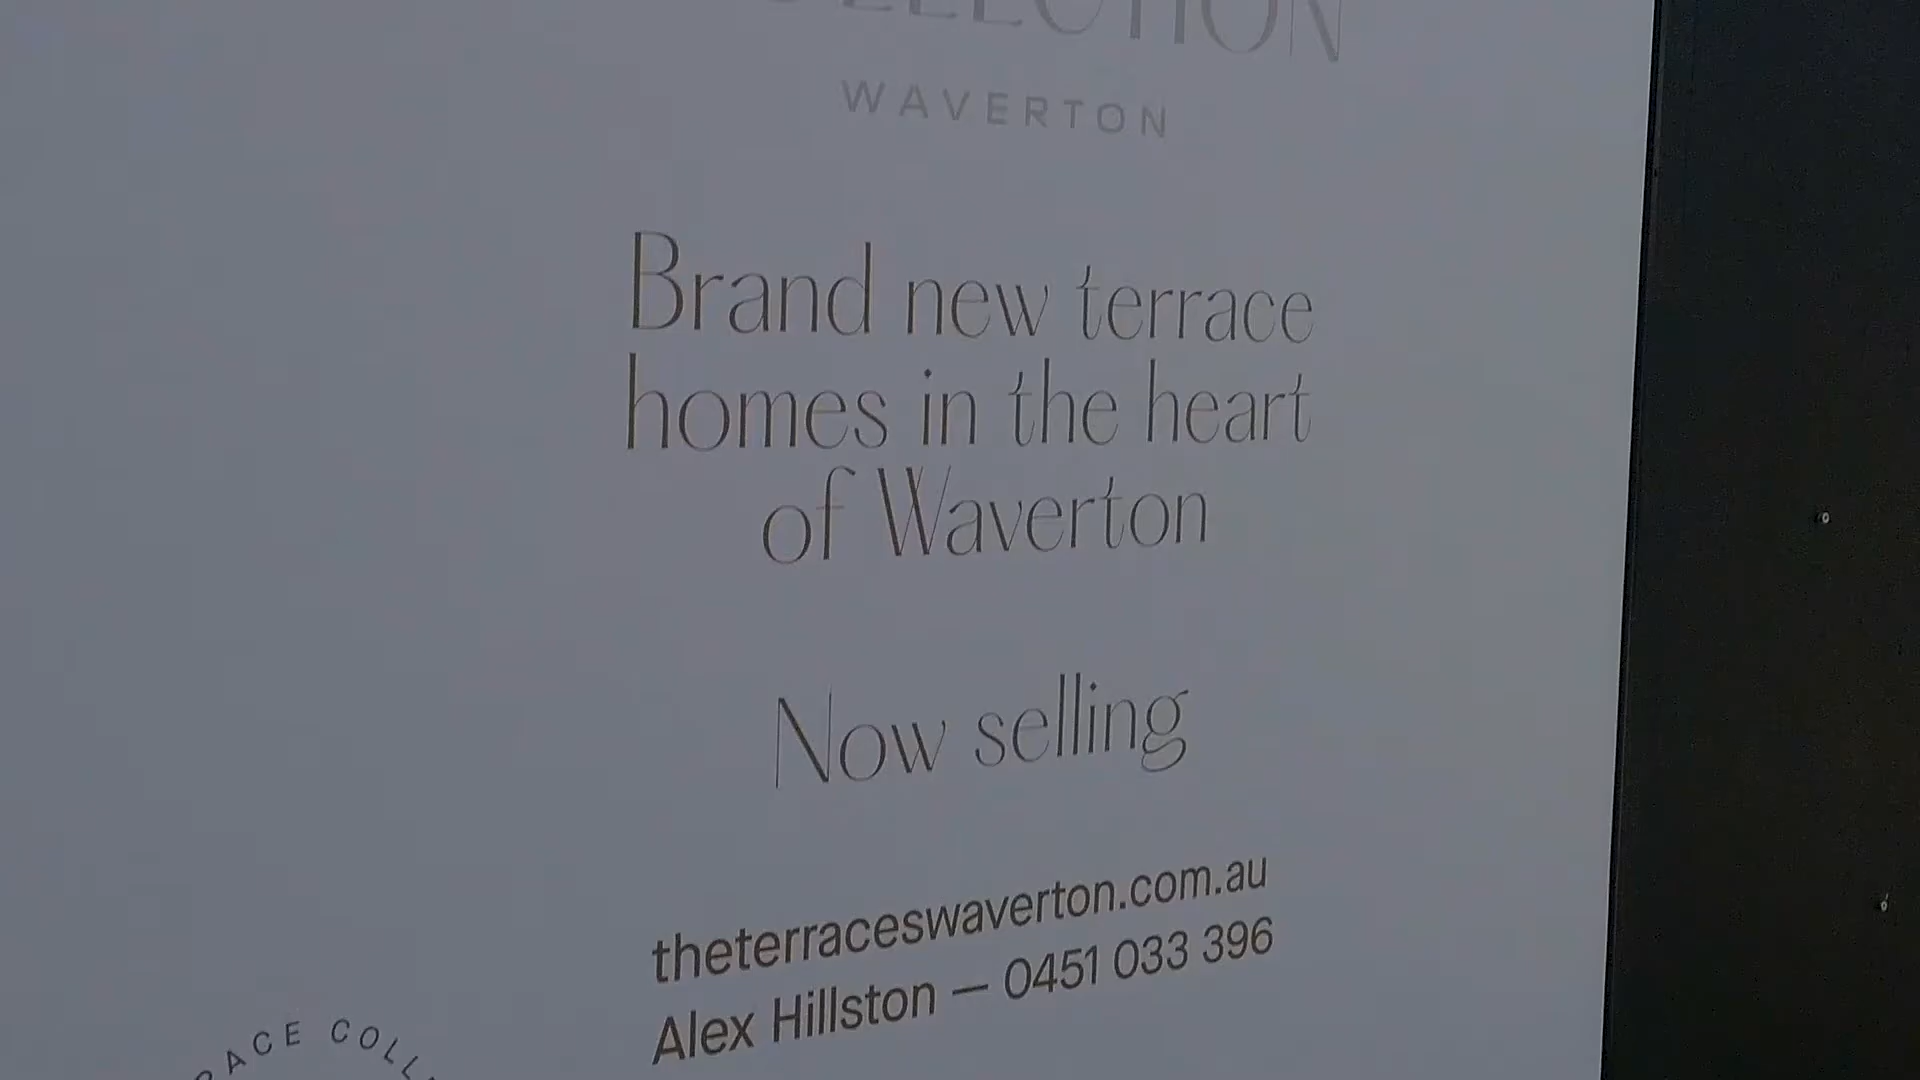 WAVERTON
Brand new terrace
homes in the heart
of Waverton
Now selling
theterraceswaverton.com.au
Alex Hillston — 0451 033 396